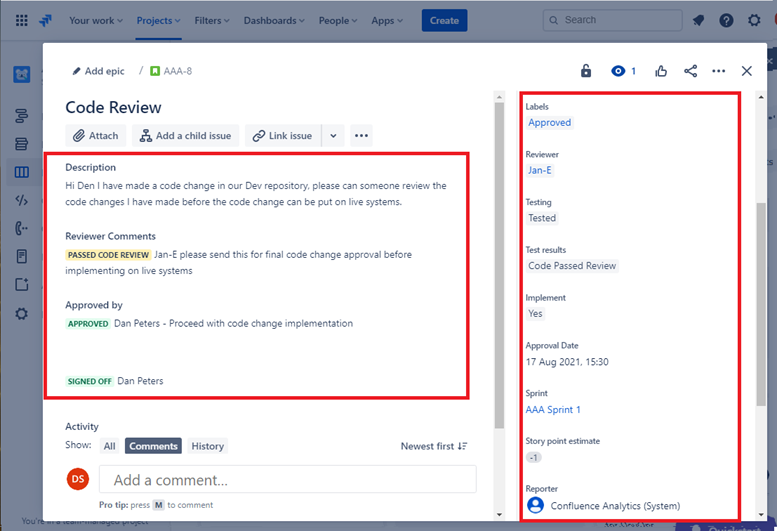 Your work Projects Filters Dashboards People Apps Create Search
Add epic / AAA-8 1
Code Review
Attach Add a child issue Link issue
Description
Hi Den I have made a code change in our Dev repository, please can someone review the
code changes I have made before the code change can be put on live systems.
Reviewer Comments
PASSED CODE REVIEW Jan-E please send this for final code change approval before
implementing on live systems
Approved by
APPROVED Dan Peters - Proceed with code change implementation
SIGNED OFF Dan Peters
Activity
Show: All Comments History Newest first
DS Add a comment...
Pro tip: press M to comment
You're in a team-managed project
Labels
Approved
Reviewer
Jan-E
Testing
Tested
Test results
Code Passed Review
Implement
Yes
Approval Date
17 Aug 2021, 15:30
Sprint
AAA Sprint 1
Story point estimate
-1
Reporter
Confluence Analytics (System)
Quickstart